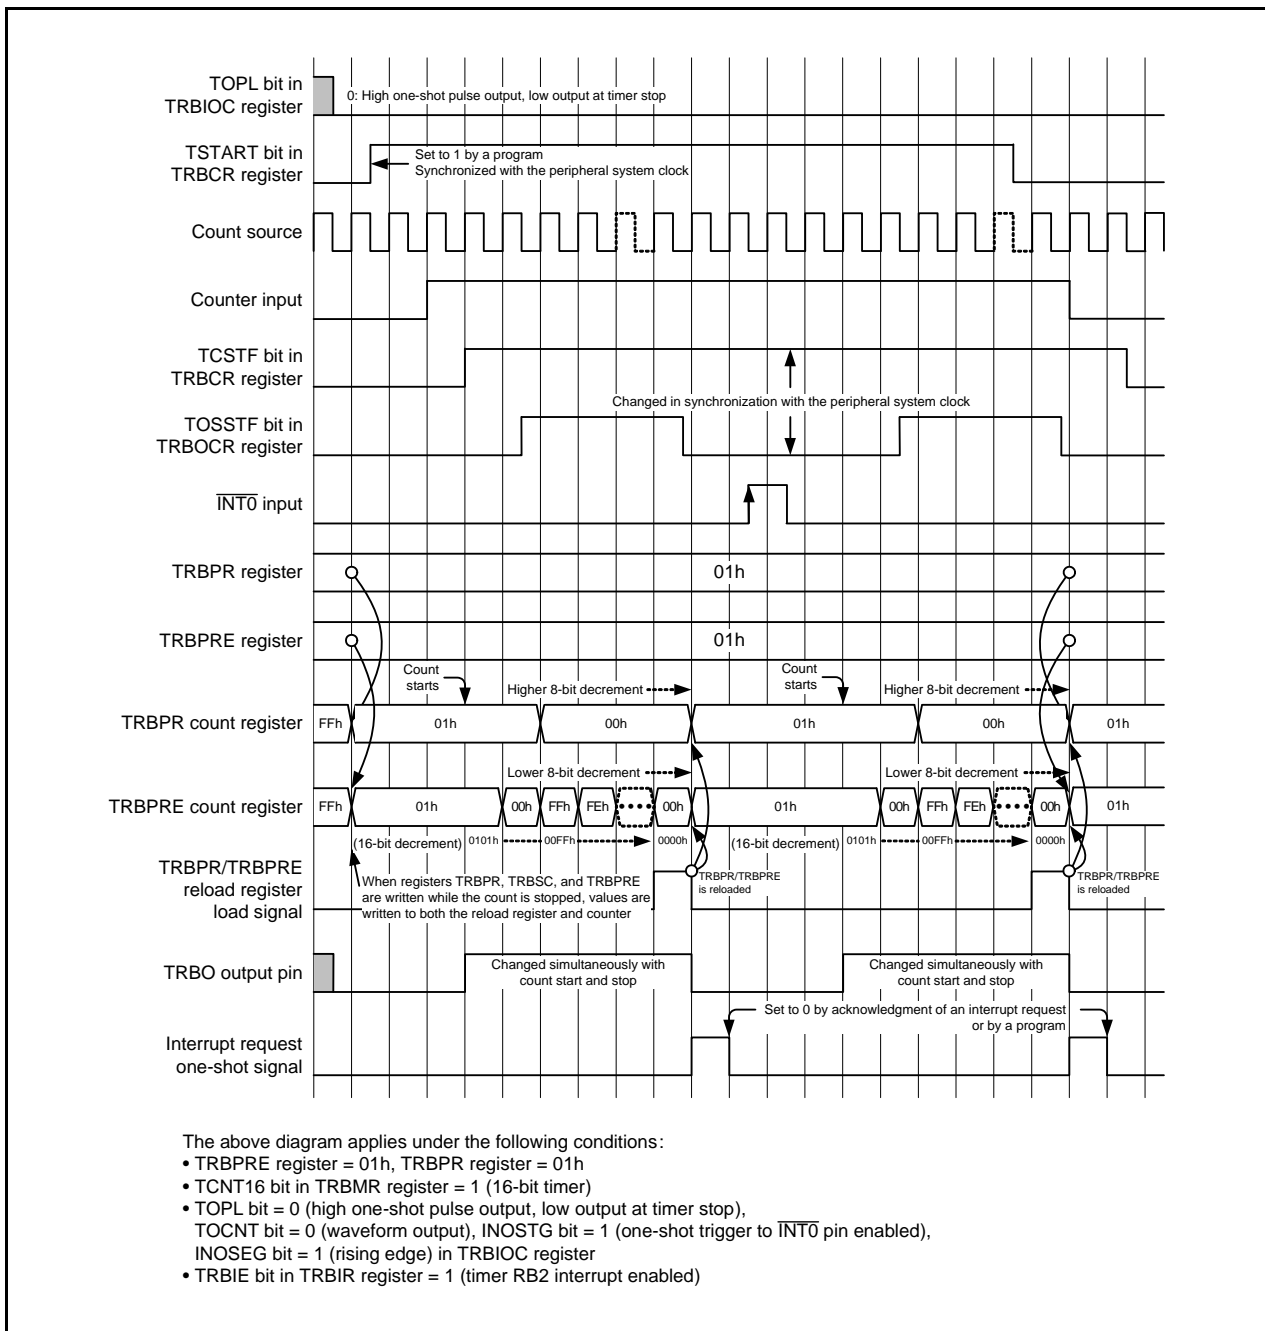 TOPL bit in
TRBIOC register
0: High one-shot pulse output, low output at timer stop
TSTART bit in
TRBCR register
Set to 1 by a program
Synchronized with the peripheral system clock
Count source
Counter input
TCSTF bit in
TRBCR register
Changed in synchronization with the peripheral system clock
TOSSTF bit in
TRBOCR register
INT0 input
TRBPR register
01h
TRBPRE register
01h
Count
starts
Higher 8-bit decrement
Count
starts
Higher 8-bit decrement
TRBPR count register
FFh 01h 00h 01h 00h 01h
Lower 8-bit decrement
Lower 8-bit decrement
TRBPRE count register
FFh 01h 00h FFh FEh •••• 00h 01h 00h FFh FEh •••• 00h 01h
(16-bit decrement) 0101h 00FFh 0000h (16-bit decrement) 0101h 00FFh 0000h
TRBPR/TRBPRE
reload register
load signal
When registers TRBPR, TRBSC, and TRBPRE
are written while the count is stopped, values are
written to both the reload register and counter
TRBPR/TRBPRE
is reloaded
TRBPR/TRBPRE
is reloaded
TRBO output pin
Changed simultaneously with
count start and stop
Changed simultaneously with
count start and stop
Set to 0 by acknowledgment of an interrupt request
or by a program
Interrupt request
one-shot signal
The above diagram applies under the following conditions:
• TRBPRE register = 01h, TRBPR register = 01h
• TCNT16 bit in TRBMR register = 1 (16-bit timer)
• TOPL bit = 0 (high one-shot pulse output, low output at timer stop),
TOCNT bit = 0 (waveform output), INOSTG bit = 1 (one-shot trigger to INT0 pin enabled),
INOSEG bit = 1 (rising edge) in TRBIOC register
• TRBIE bit in TRBIR register = 1 (timer RB2 interrupt enabled)